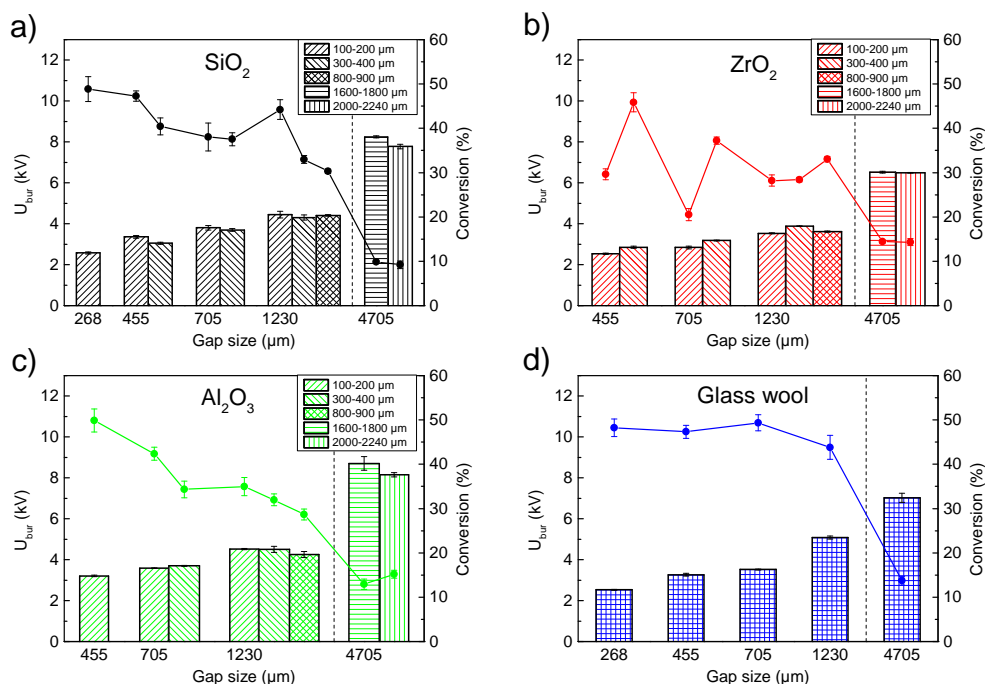 a)
SiO2
100-200 µm
300-400 µm
800-900 µm
1600-1800 µm
2000-2240 µm
12
10
8
6
4
2
0
U_bur (kV)
60
50
40
30
20
10
0
Conversion (%)
268 455 705 1230 4705
Gap size (µm)
b)
ZrO2
100-200 µm
300-400 µm
800-900 µm
1600-1800 µm
2000-2240 µm
12
10
8
6
4
2
0
U_bur (kV)
60
50
40
30
20
10
0
Conversion (%)
455 705 1230 4705
Gap size (µm)
c)
Al2O3
100-200 µm
300-400 µm
800-900 µm
1600-1800 µm
2000-2240 µm
12
10
8
6
4
2
0
U_bur (kV)
60
50
40
30
20
10
0
Conversion (%)
455 705 1230 4705
Gap size (µm)
d)
Glass wool
12
10
8
6
4
2
0
U_bur (kV)
60
50
40
30
20
10
0
Conversion (%)
268 455 705 1230 4705
Gap size (µm)